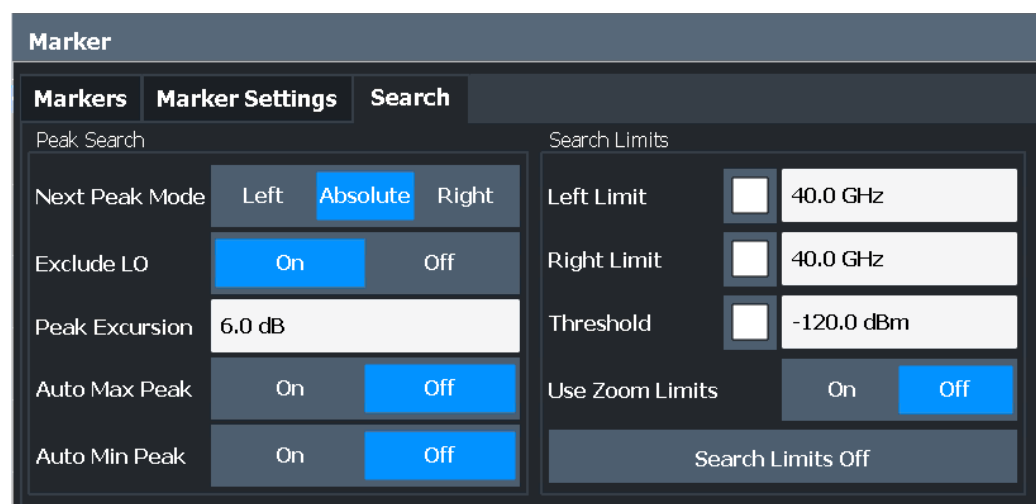 Marker
Markers Marker Settings Search
Peak Search
Next Peak Mode Left Absolute Right
Exclude LO On Off
Peak Excursion 6.0 dB
Auto Max Peak On Off
Auto Min Peak On Off
Search Limits
Left Limit 40.0 GHz
Right Limit 40.0 GHz
Threshold -120.0 dBm
Use Zoom Limits On Off
Search Limits Off